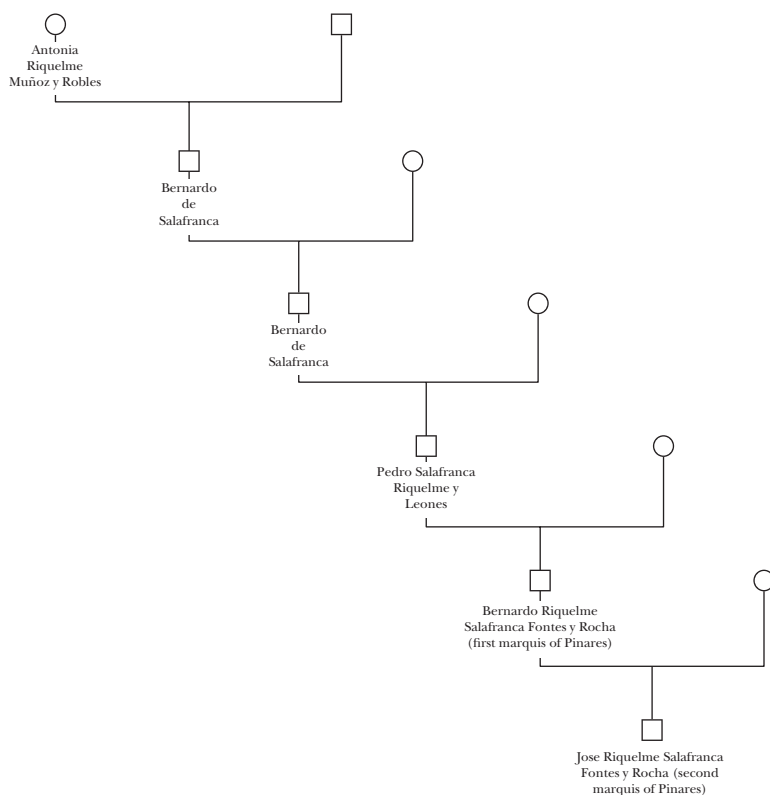 Antonia
Riquelme
Muñoz y Robles
Bernardo
de
Salafranca
Bernardo
de
Salafranca
Pedro Salafranca
Riquelme y
Leones
Bernardo Riquelme
Salafranca Fontes y Rocha
(first marquis of Pinares)
Jose Riquelme Salafranca
Fontes y Rocha (second
marquis of Pinares)